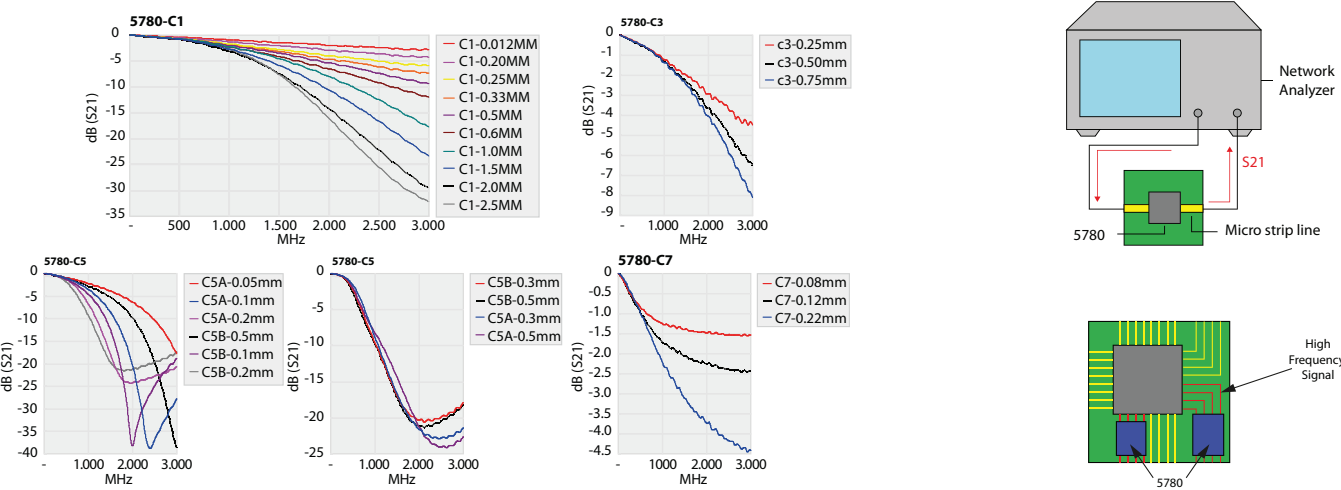 5780-C1
0
-5
-10
-15
-20
-25
-30
-35
dB (S21)
-
500
1.000
1.500
2.000
2.500
3.000
MHz
C1-0.012MM
C1-0.20MM
C1-0.25MM
C1-0.33MM
C1-0.5MM
C1-0.6MM
C1-1.0MM
C1-1.5MM
C1-2.0MM
C1-2.5MM
5780-C3
0
-1
-2
-3
-4
-5
-6
-7
-8
-9
dB (S21)
-
1.000
2.000
3.000
MHz
c3-0.25mm
c3-0.50mm
c3-0.75mm
Network
Analyzer
S21
5780
Micro strip line
5780-C5
0
-5
-10
-15
-20
-25
-30
-35
-40
dB (S21)
-
1.000
2.000
3.000
MHz
C5A-0.05mm
C5A-0.1mm
C5A-0.2mm
C5B-0.5mm
C5B-0.1mm
C5B-0.2mm
5780-C5
0
-5
-10
-15
-20
-25
dB (S21)
-
1.000
2.000
3.000
MHz
C5B-0.3mm
C5B-0.5mm
C5A-0.3mm
C5A-0.5mm
5780-C7
0
-0.5
-1.0
-1.5
-2.0
-2.5
-3.0
-3.5
-4.0
-4.5
dB (S21)
-
1.000
2.000
3.000
MHz
C7-0.08mm
C7-0.12mm
C7-0.22mm
High
Frequency
Signal
5780